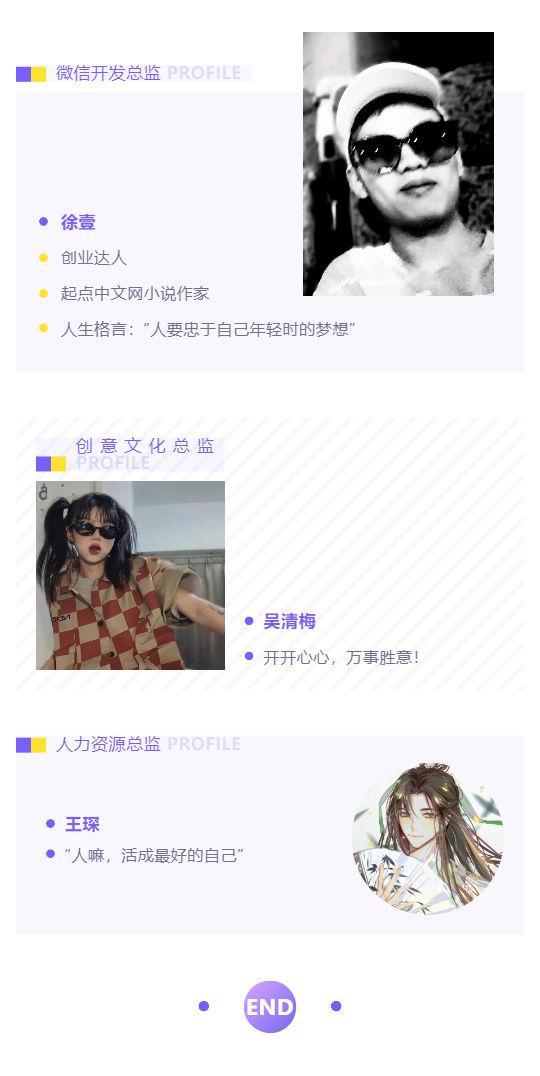 微信开发总监 PROFILE
徐壹
创业达人
起点中文网小说作家
人生格言：“人要忠于自己年轻时的梦想”
创意文化总监
PROFILE
吴清梅
开开心心，万事胜意！
人力资源总监 PROFILE
王琛
“人嘛，活成最好的自己”
END